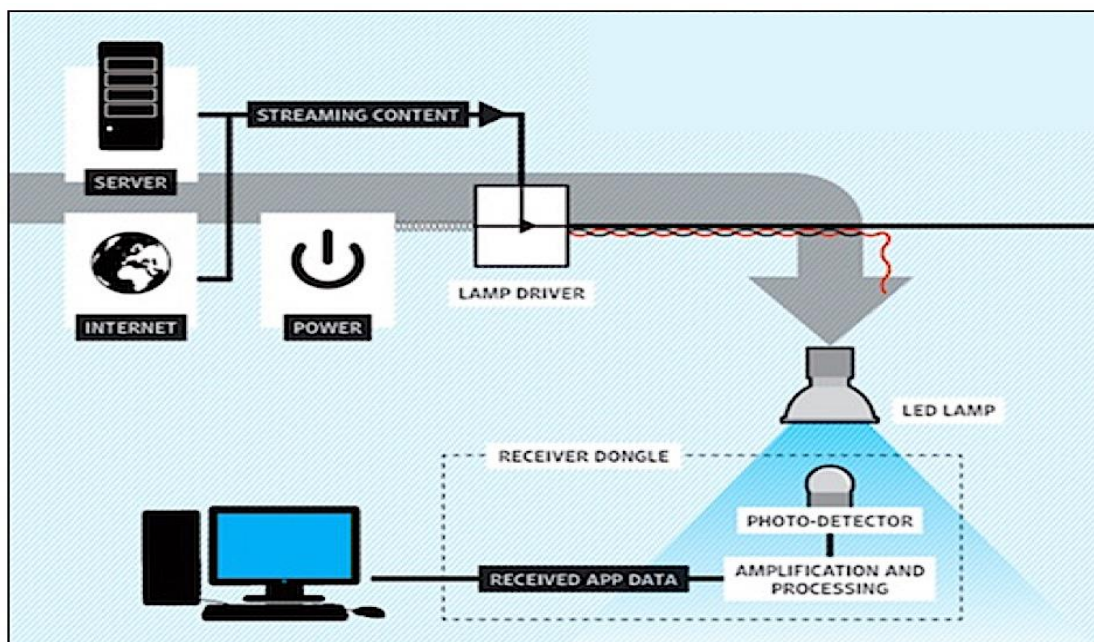 STREAMING CONTENT
SERVER
INTERNET
POWER
LAMP DRIVER
LED LAMP
RECEIVER DONGLE
PHOTO-DETECTOR
RECEIVED APP DATA
AMPLIFICATION AND
PROCESSING